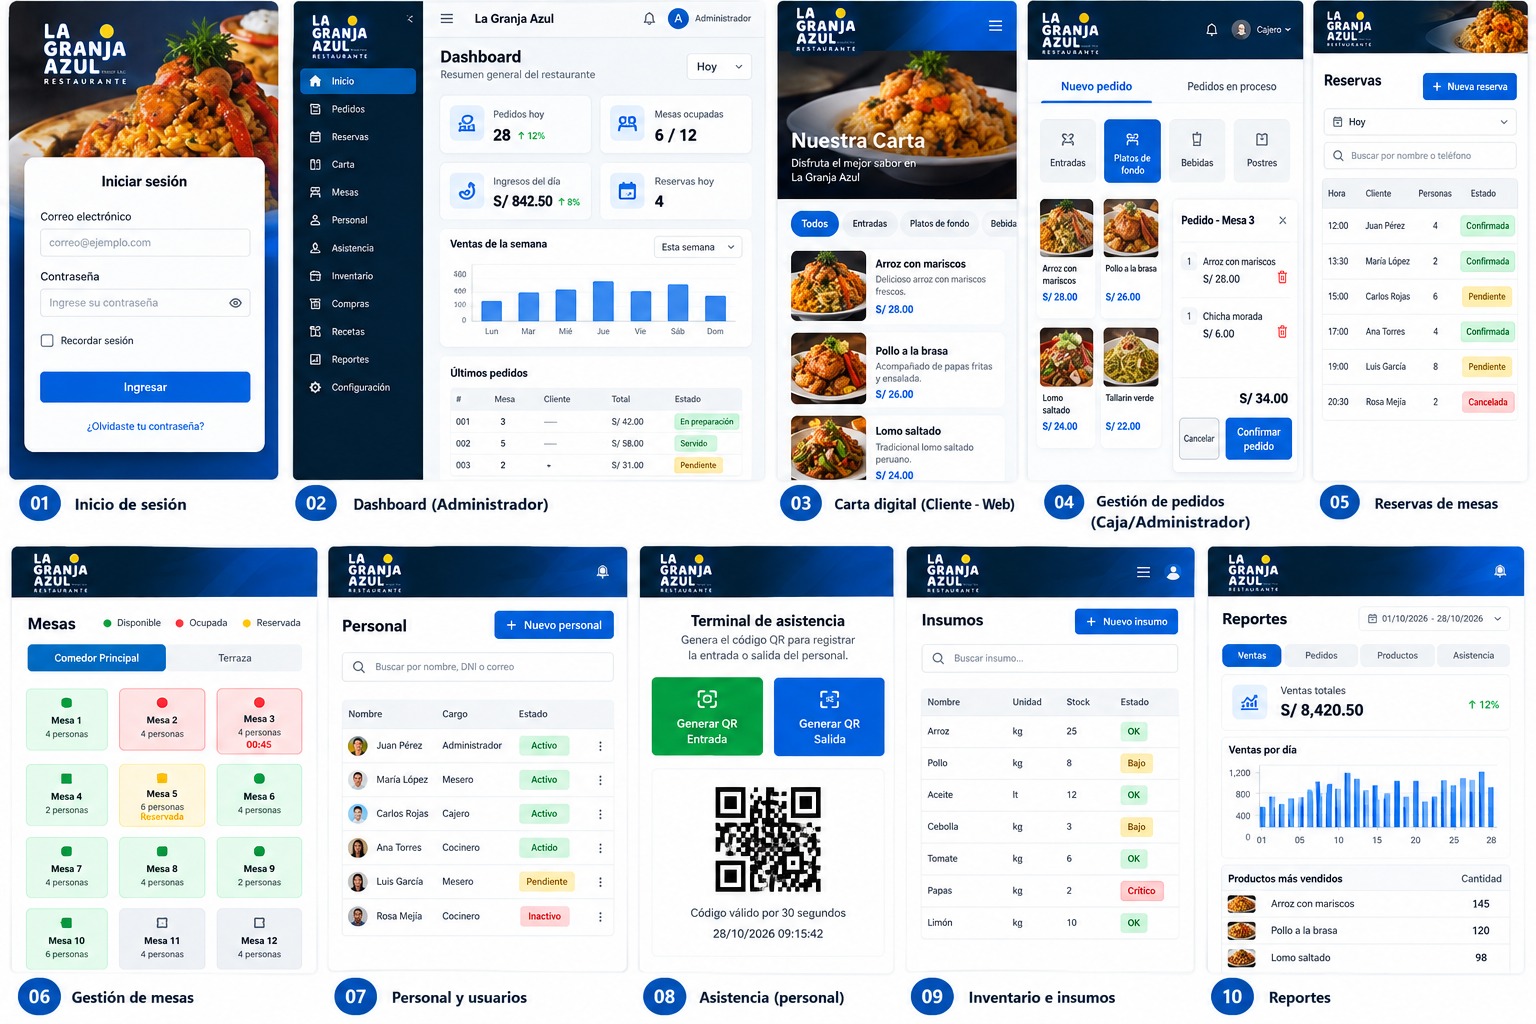 LA
GRANJA
AZUL
RESTAURANTE
Iniciar sesión
Correo electrónico
correo@ejemplo.com
Contraseña
Ingrese su contraseña
Recordar sesión
Ingresar
¿Olvidaste tu contraseña?
01 Inicio de sesión
LA
GRANJA
AZUL
RESTAURANTE
Inicio
Pedidos
Reservas
Carta
Mesas
Personal
Asistencia
Inventario
Compras
Recetas
Reportes
Configuración
La Granja Azul
A Administrador
Dashboard
Resumen general del restaurante
Hoy
Pedidos hoy
28 ↑ 12%
Mesas ocupadas
6 / 12
Ingresos del día
S/ 842.50 ↑ 8%
Reservas hoy
4
Ventas de la semana
Esta semana
100
0
Lun Mar Mié Jue Vie Sáb Dom
Últimos pedidos
# Mesa Cliente Total Estado
001 3 — S/ 42.00 En preparación
002 5 — S/ 58.00 Servido
003 2 S/ 31.00 Pendiente
02 Dashboard (Administrador)
LA
GRANJA
AZUL
RESTAURANTE
Nuestra Carta
Disfruta el mejor sabor en
La Granja Azul
Todos Entradas Platos de fondo Bebida
Arroz con mariscos
Delicioso arroz con mariscos
frescos.
S/ 28.00
Pollo a la brasa
Acompañado de papas fritas
y ensalada.
S/ 26.00
Lomo saltado
Tradicional lomo saltado
peruano.
S/ 24.00
03 Carta digital (Cliente - Web)
LA
GRANJA
AZUL
RESTAURANTE
Cajero
Nuevo pedido Pedidos en proceso
Entradas
Platos de
fondo
Bebidas
Postres
Arroz con
mariscos
S/ 28.00
Pollo a la brasa
S/ 26.00
Lomo
saltado
S/ 24.00
Tallarin verde
S/ 22.00
Pedido - Mesa 3 ×
1 Arroz con mariscos
S/ 28.00
1 Chicha morada
S/ 6.00
S/ 34.00
Cancelar
Confirmar
pedido
04 Gestión de pedidos
(Caja/Administrador)
LA
GRANJA
AZUL
RESTAURANTE
Reservas
+ Nueva reserva
Hoy
Buscar por nombre o teléfono
Hora Cliente Personas Estado
12:00 Juan Pérez 4 Confirmada
13:30 María López 2 Confirmada
15:00 Carlos Rojas 6 Pendiente
17:00 Ana Torres 4 Confirmada
19:00 Luis García 8 Pendiente
20:30 Rosa Mejía 2 Cancelada
05 Reservas de mesas
LA
GRANJA
AZUL
RESTAURANTE
Mesas
Disponible Ocupada Reservada
Comedor Principal Terraza
Mesa 1
4 personas
Mesa 2
4 personas
Mesa 3
4 personas
00:45
Mesa 4
2 personas
Mesa 5
6 personas
Reservada
Mesa 6
4 personas
Mesa 7
4 personas
Mesa 8
4 personas
Mesa 9
2 personas
Mesa 10
6 personas
Mesa 11
4 personas
Mesa 12
4 personas
06 Gestión de mesas
LA
GRANJA
AZUL
RESTAURANTE
Personal
+ Nuevo personal
Buscar por nombre, DNI o correo
Nombre Cargo Estado
Juan Pérez Administrador Activo
María López Mesero Activo
Carlos Rojas Cajero Activo
Ana Torres Cocinero Actido
Luis García Mesero Pendiente
Rosa Mejía Cocinero Inactivo
07 Personal y usuarios
LA
GRANJA
AZUL
RESTAURANTE
Terminal de asistencia
Genera el código QR para registrar
la entrada o salida del personal.
Generar QR
Entrada
Generar QR
Salida
Código válido por 30 segundos
28/10/2026 09:15:42
08 Asistencia (personal)
LA
GRANJA
AZUL
RESTAURANTE
Insumos
+ Nuevo insumo
Buscar insumo...
Nombre Unidad Stock Estado
Arroz kg 25 OK
Pollo kg 8 Bajo
Aceite lt 12 OK
Cebolla kg 3 Bajo
Tomate kg 6 OK
Papas kg 2 Crítico
Limón kg 10 OK
09 Inventario e insumos
LA
GRANJA
AZUL
RESTAURANTE
Reportes
01/10/2026 - 28/10/2026
Ventas Pedidos Productos Asistencia
Ventas totales
S/ 8,420.50
↑ 12%
Ventas por día
1,200
800
400
0
01 05 10 15 20 25 28
Productos más vendidos Cantidad
Arroz con mariscos 145
Pollo a la brasa 120
Lomo saltado 98
10 Reportes